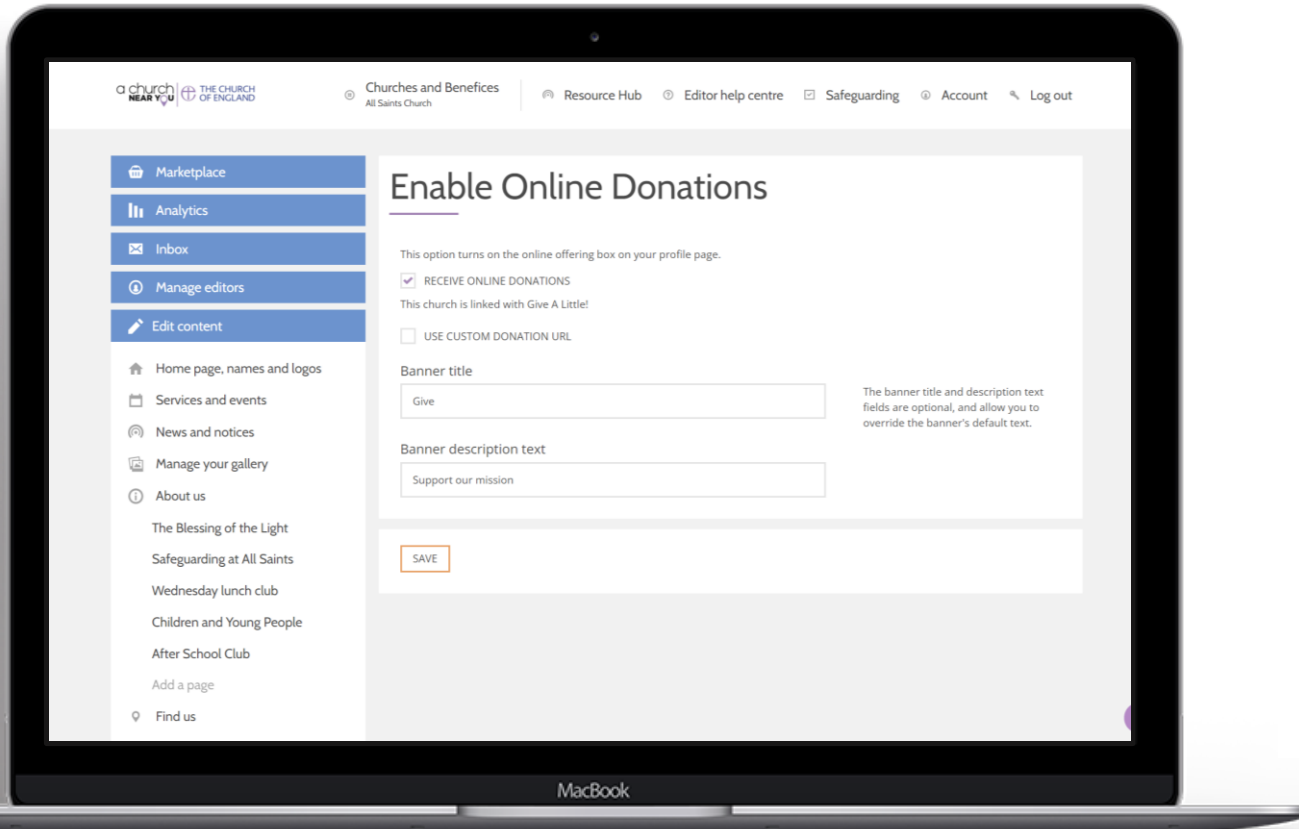 a church
NEAR YOU
THE CHURCH
OF ENGLAND
Churches and Benefices
All Saints Church
Resource Hub
Editor help centre
Safeguarding
Account
Log out
Marketplace
Analytics
Inbox
Manage editors
Edit content
Home page, names and logos
Services and events
News and notices
Manage your gallery
About us
The Blessing of the Light
Safeguarding at All Saints
Wednesday lunch club
Children and Young People
After School Club
Add a page
Find us
Enable Online Donations
This option turns on the online offering box on your profile page.
RECEIVE ONLINE DONATIONS
This church is linked with Give A Little!
USE CUSTOM DONATION URL
Banner title
Give
The banner title and description text
fields are optional, and allow you to
override the banner's default text.
Banner description text
Support our mission
SAVE
MacBook